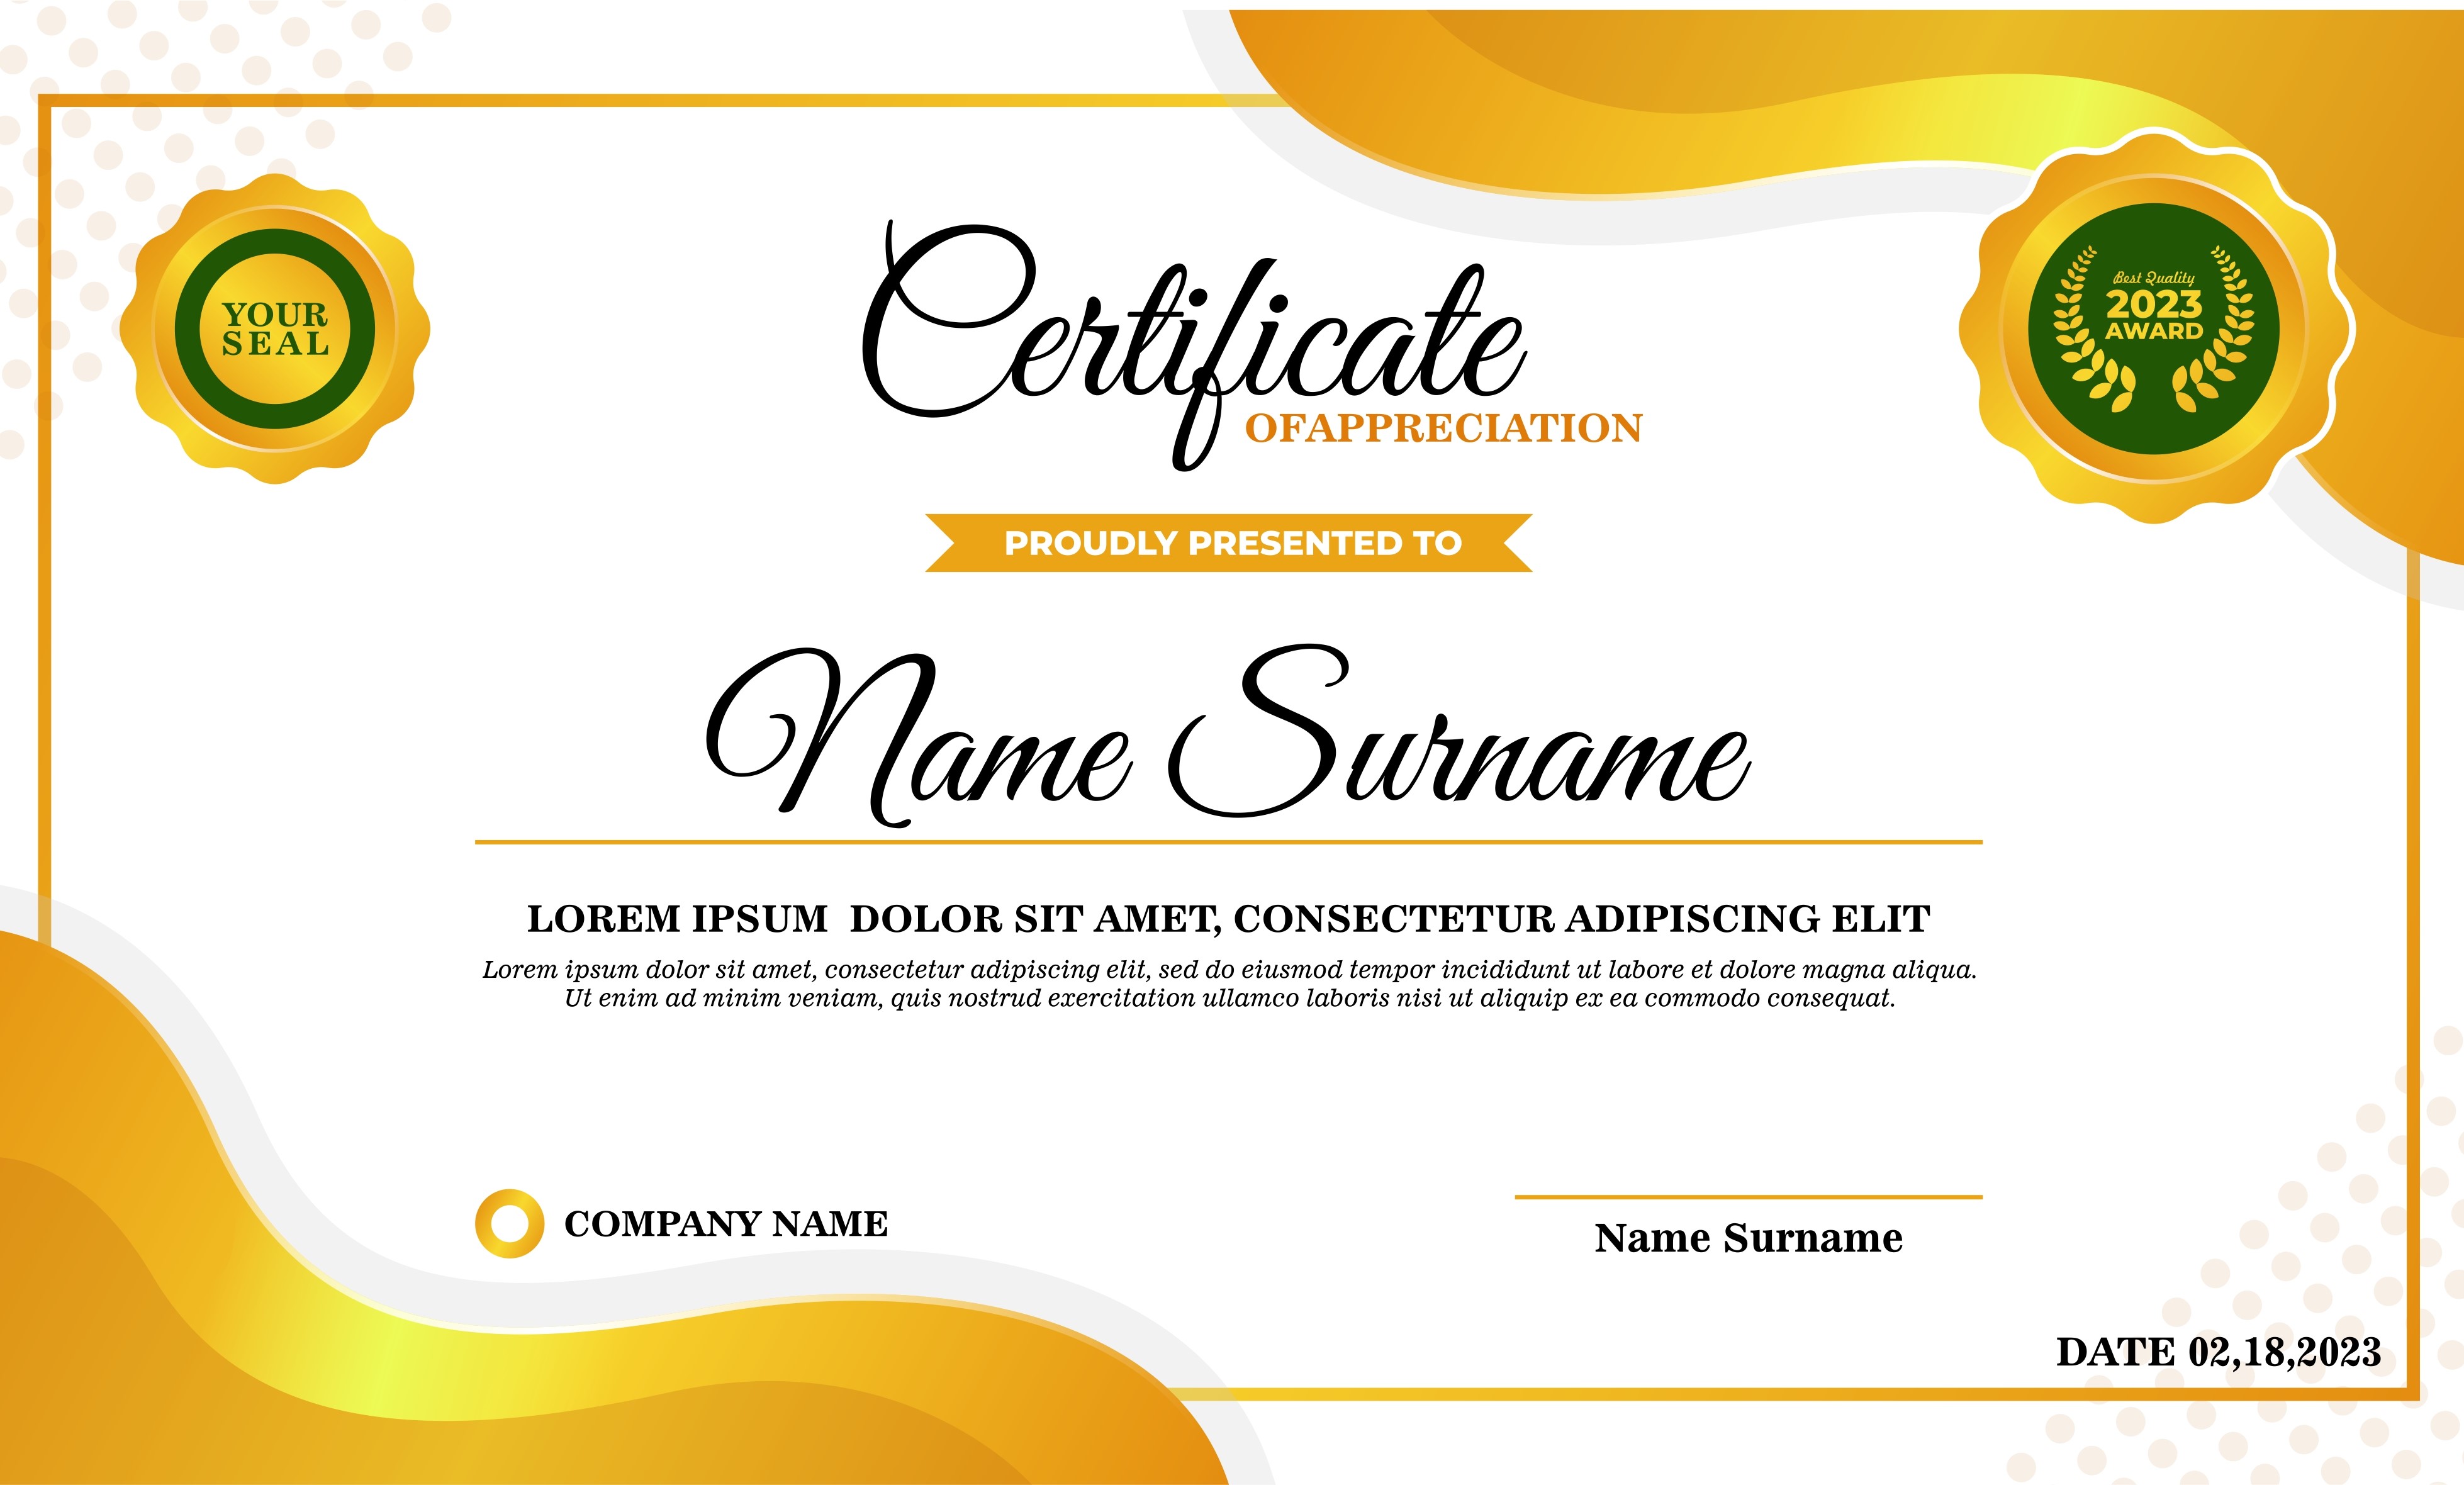 YOUR
SEAL
Best Quality
2023
AWARD
Certificate
OFAPPRECIATION
PROUDLY PRESENTED TO
Name Surname
LOREM IPSUM  DOLOR SIT AMET, CONSECTETUR ADIPISCING ELIT
Lorem ipsum dolor sit amet, consectetur adipiscing elit, sed do eiusmod tempor incididunt ut labore et dolore magna aliqua.
Ut enim ad minim veniam, quis nostrud exercitation ullamco laboris nisi ut aliquip ex ea commodo consequat.
COMPANY NAME
Name Surname
DATE 02,18,2023